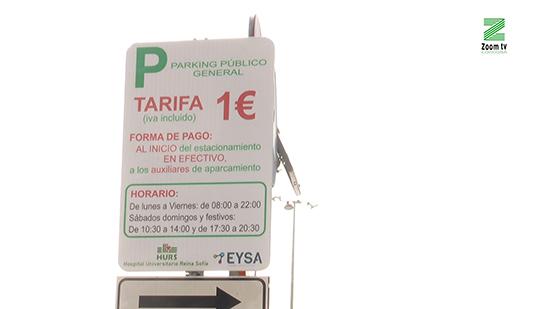 P PARKING PÚBLICO
GENERAL
TARIFA 1€
(iva incluido)
FORMA DE PAGO:
AL INICIO del estacionamiento
EN EFECTIVO,
a los auxiliares de aparcamiento
HORARIO:
De lunes a Viernes: de 08:00 a 22:00
Sábados domingos y festivos:
De 10:30 a 14:00 y de 17:30 a 20:30
HURS
Hospital Universitario Reina Sofía
EYSA
Z
Zoom tv